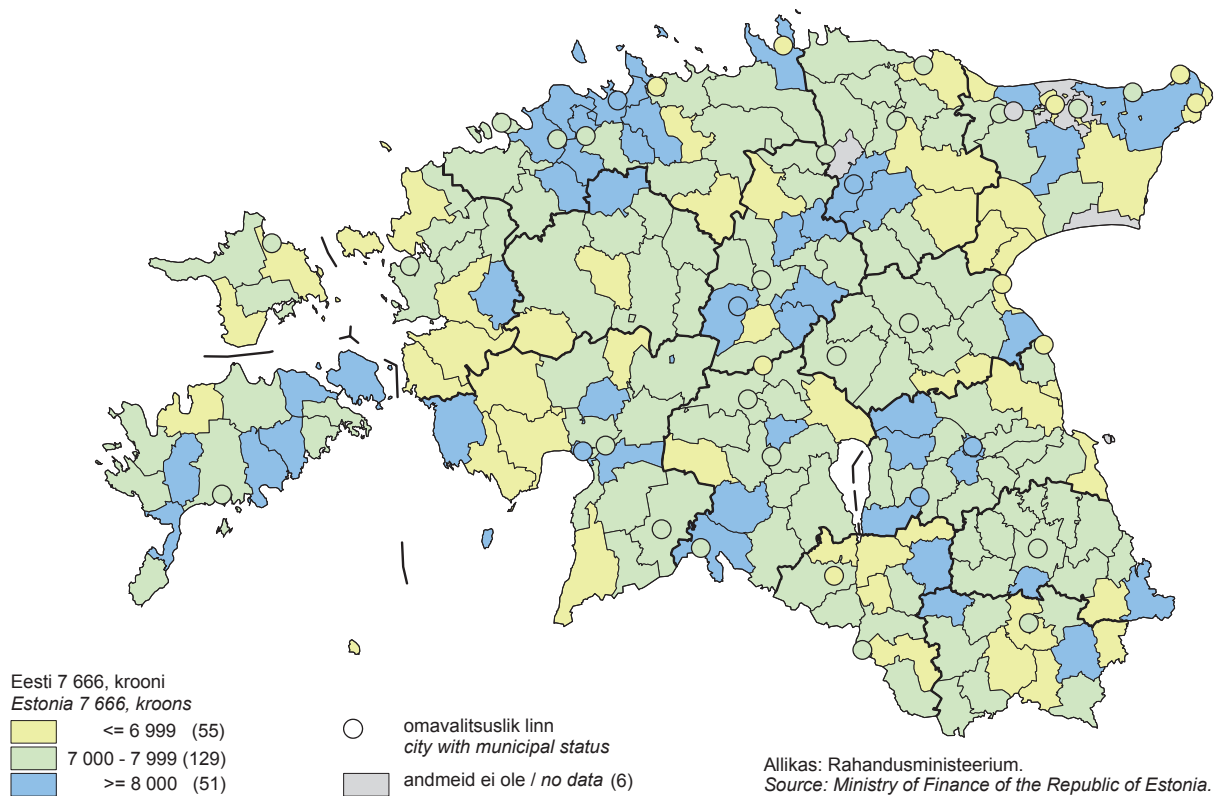 Eesti 7 666, krooni
Estonia 7 666, kroons
<= 6 999 (55)
7 000 - 7 999 (129)
>= 8 000 (51)
omavalitsuslik linn
city with municipal status
andmeid ei ole / no data (6)
Allikas: Rahandusministeerium.
Source: Ministry of Finance of the Republic of Estonia.